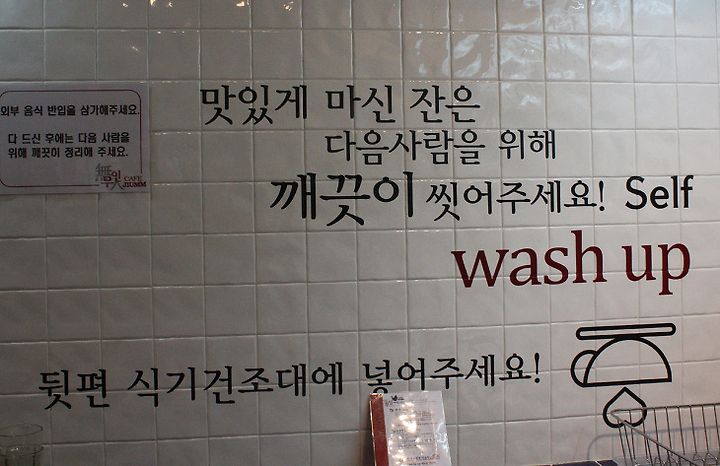 외부 음식 반입을 삼가해주세요.
다 드신 후에는 다음 사람을
위해 깨끗이 정리해 주세요.
CAFE
JIUMM
맛있게 마신 잔은
다음사람을 위해
깨끗이 씻어주세요! Self
wash up
뒷편 식기건조대에 넣어주세요!